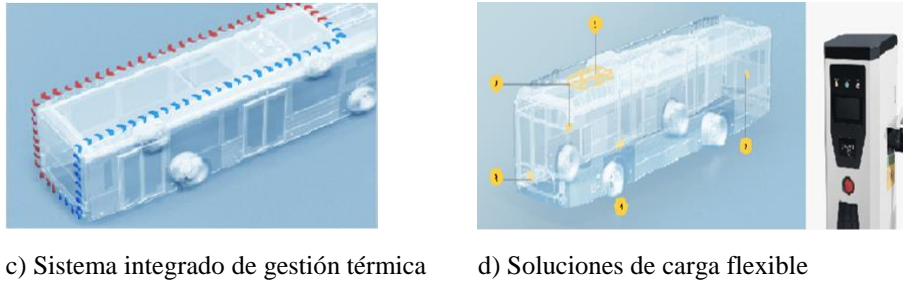 c) Sistema integrado de gestión térmica
d) Soluciones de carga flexible